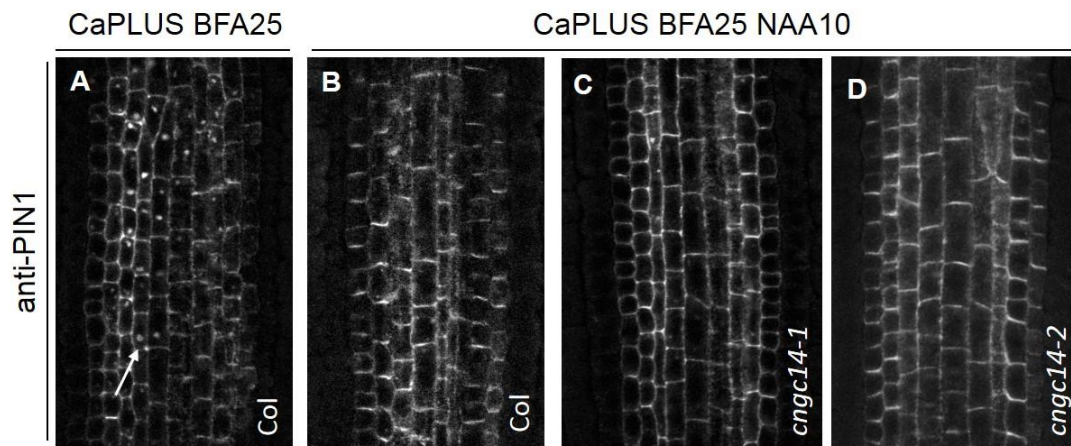 CaPLUS BFA25
CaPLUS BFA25 NAA10
anti-PIN1
A
B
C
D
Col
Col
cngc14-1
cngc14-2